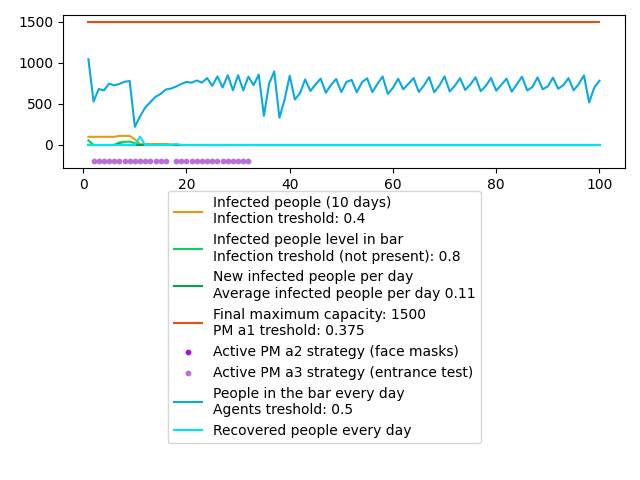 1500
1000
500
0
0 20 40 60 80 100
Infected people (10 days)
Infection treshold: 0.4
Infected people level in bar
Infection treshold (not present): 0.8
New infected people per day
Average infected people per day 0.11
Final maximum capacity: 1500
PM a1 treshold: 0.375
Active PM a2 strategy (face masks)
Active PM a3 strategy (entrance test)
People in the bar every day
Agents treshold: 0.5
Recovered people every day